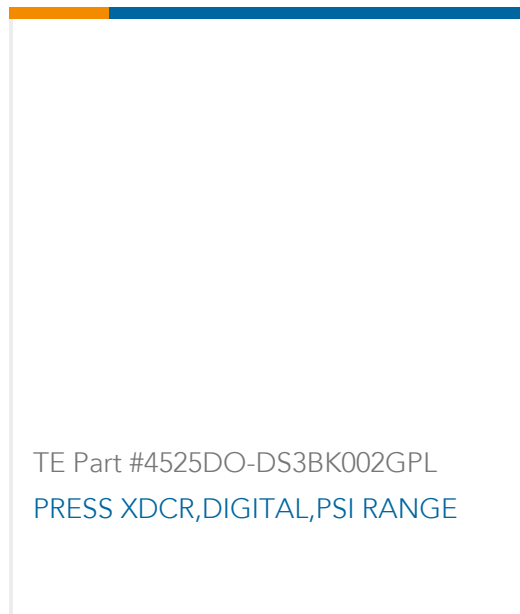 TE Part #4525DO-DS3BK002GPL
PRESS XDCR,DIGITAL,PSI RANGE